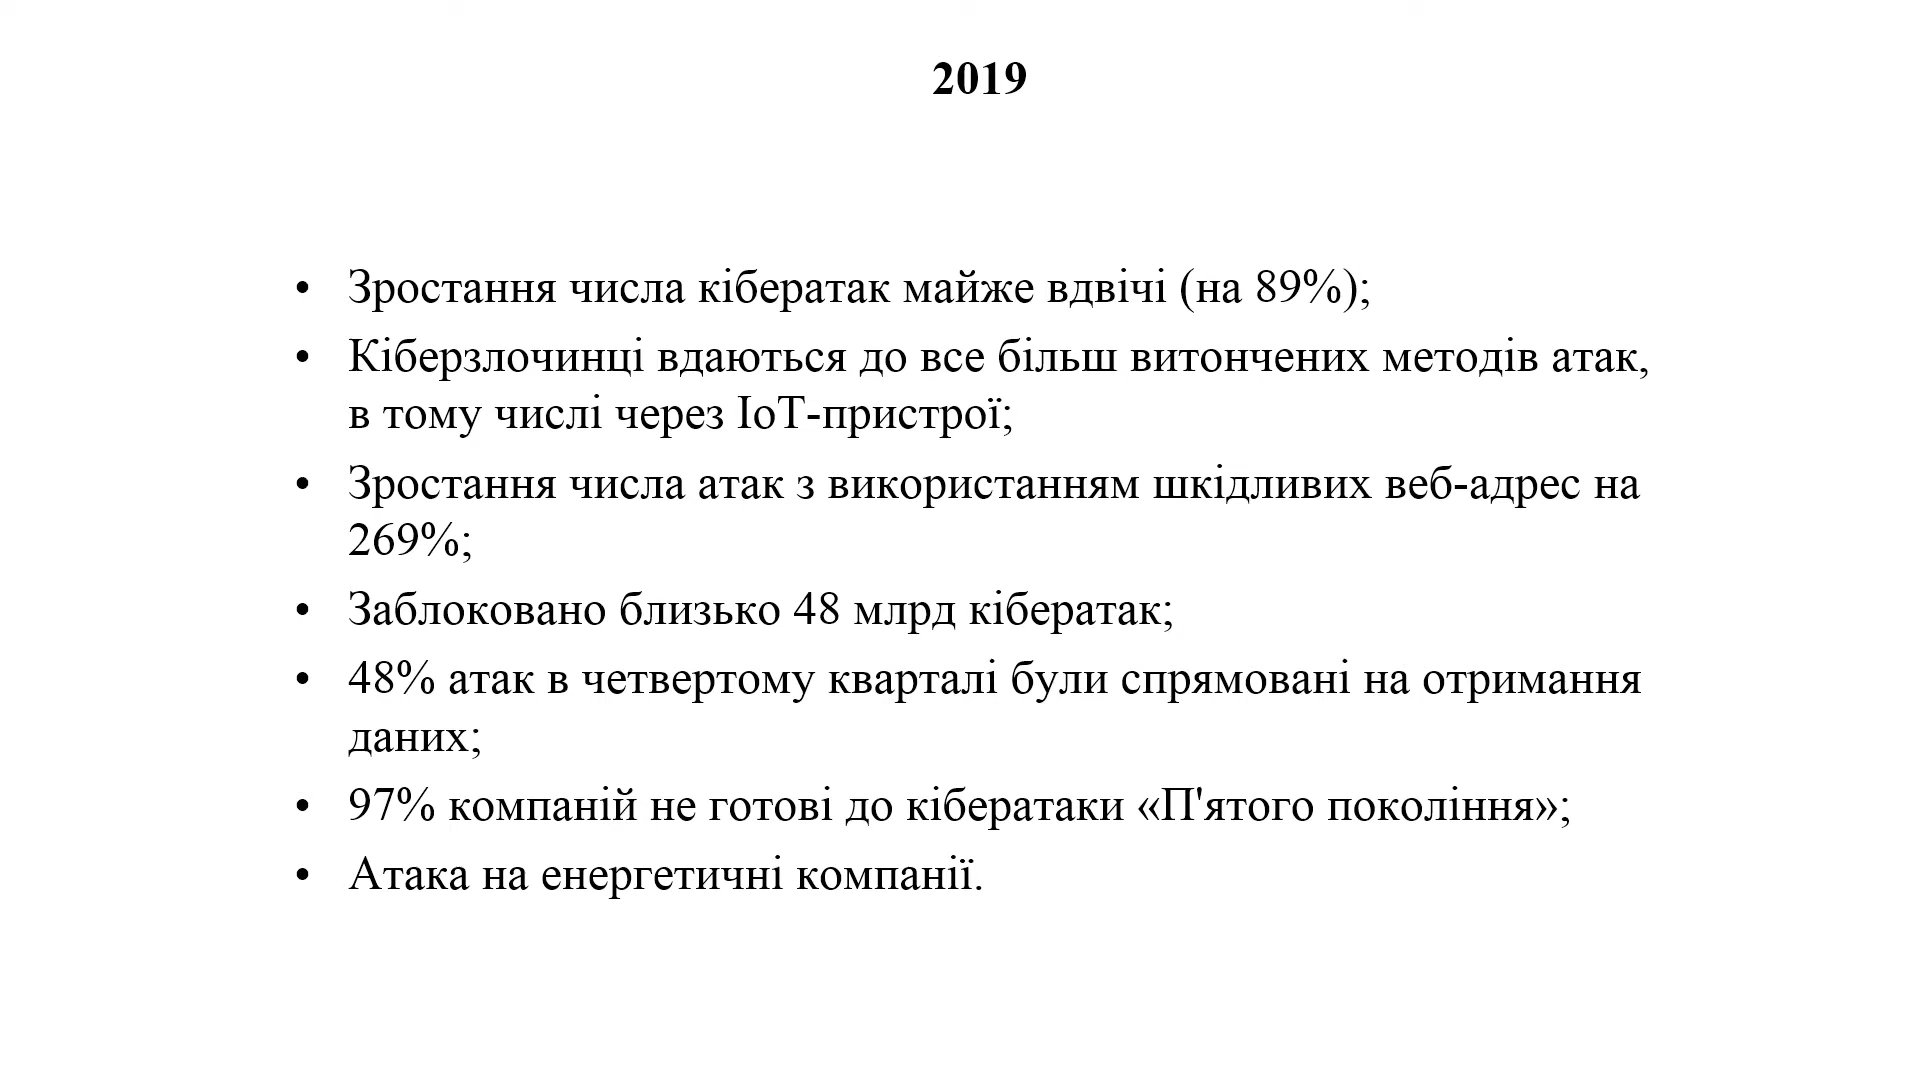 2019
• Зростання числа кібератак майже вдвічі (на 89%);
• Кіберзлочинці вдаються до все більш витончених методів атак,
в тому числі через IoT-пристрої;
• Зростання числа атак з використанням шкідливих веб-адрес на
269%;
• Заблоковано близько 48 млрд кібератак;
• 48% атак в четвертому кварталі були спрямовані на отримання
даних;
• 97% компаній не готові до кібератаки «П'ятого покоління»;
• Атака на енергетичні компанії.